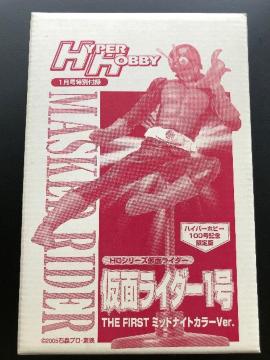 HYPER HOBBY
1月号特別付録
MASKED RIDER
ハイパーホビー
100号記念
限定版
HGシリーズ仮面ライダー
仮面ライダー1号
THE FIRST ミッドナイトカラーVer.
©2005石森プロ・東映